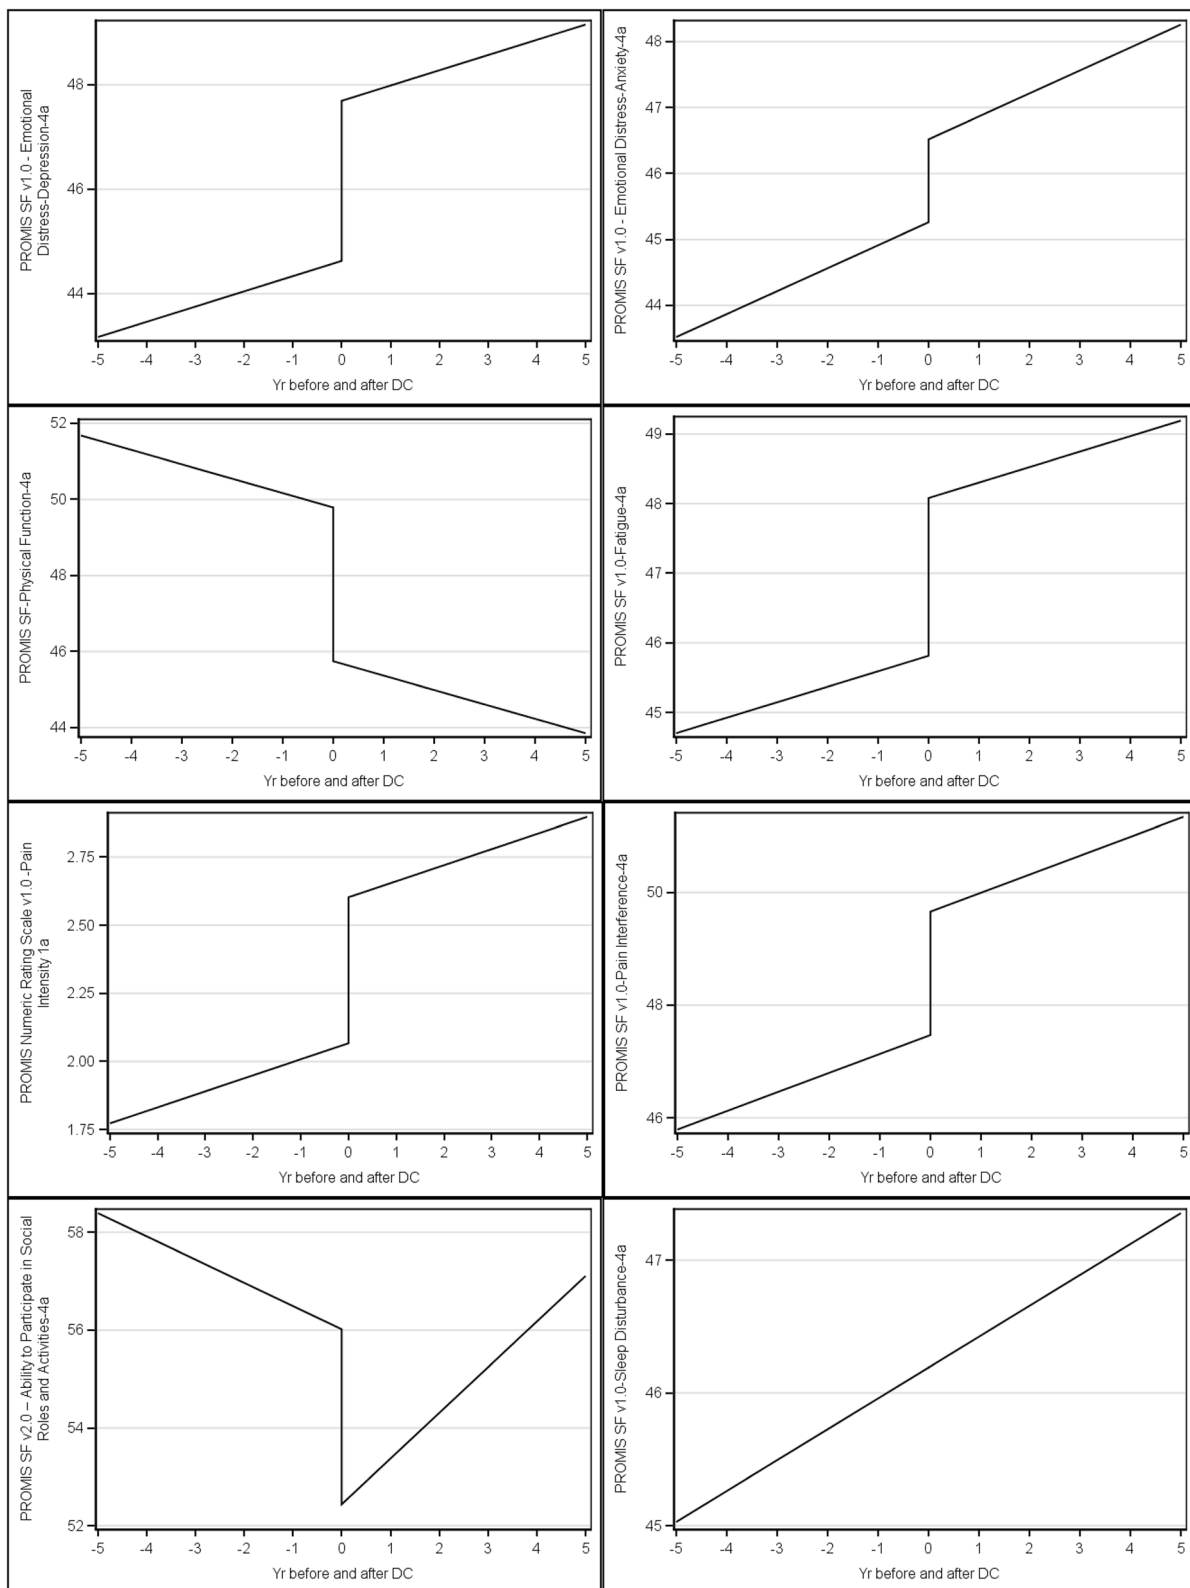 PROMIS SF v1.0 - Emotional
Distress-Depression-4a
48
46
44
-5 -4 -3 -2 -1 0 1 2 3 4 5
Yr before and after DC
PROMIS SF v1.0 - Emotional Distress-Anxiety-4a
48
47
46
45
44
-5 -4 -3 -2 -1 0 1 2 3 4 5
Yr before and after DC
PROMIS SF-Physical Function-4a
52
50
48
46
44
-5 -4 -3 -2 -1 0 1 2 3 4 5
Yr before and after DC
PROMIS SF v1.0-Fatigue-4a
49
48
47
46
45
-5 -4 -3 -2 -1 0 1 2 3 4 5
Yr before and after DC
PROMIS Numeric Rating Scale v1.0 -Pain
Intensity 1a
2.75
2.50
2.25
2.00
1.75
-5 -4 -3 -2 -1 0 1 2 3 4 5
Yr before and after DC
PROMIS SF v1.0-Pain Interference-4a
50
48
46
-5 -4 -3 -2 -1 0 1 2 3 4 5
Yr before and after DC
PROMIS SF v2.0 – Ability to Participate in Social
Roles and Activities-4a
58
56
54
52
-5 -4 -3 -2 -1 0 1 2 3 4 5
Yr before and after DC
PROMIS SF v1.0-Sleep Disturbance-4a
47
46
45
-5 -4 -3 -2 -1 0 1 2 3 4 5
Yr before and after DC